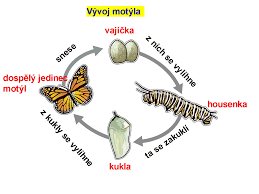 Vývoj motýla
vajíčka
z nich se vylíhne
housenka
ta se zakuklí
kukla
z kukly se vylíhne
dospělý jedinec
motýl
snese